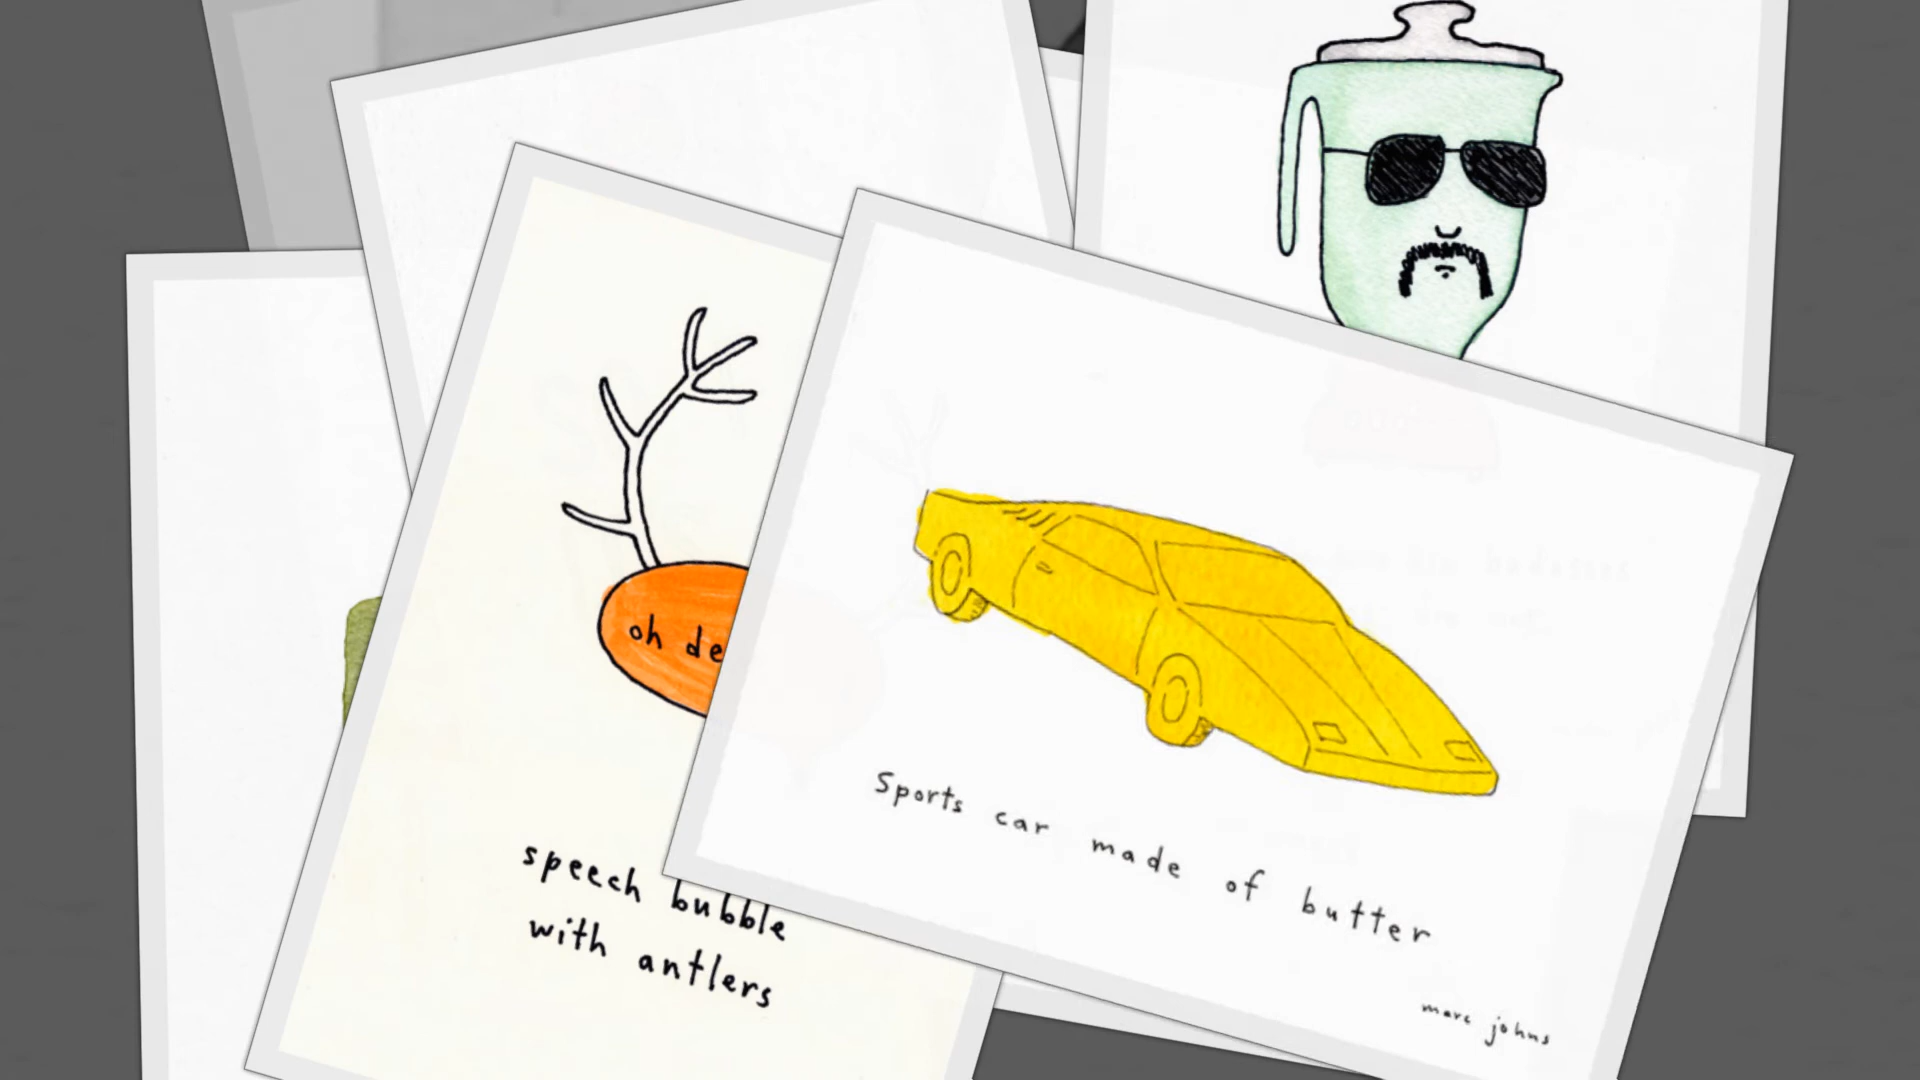 oh de
speech bubble
with antlers
Sports car made of butter
marc johns